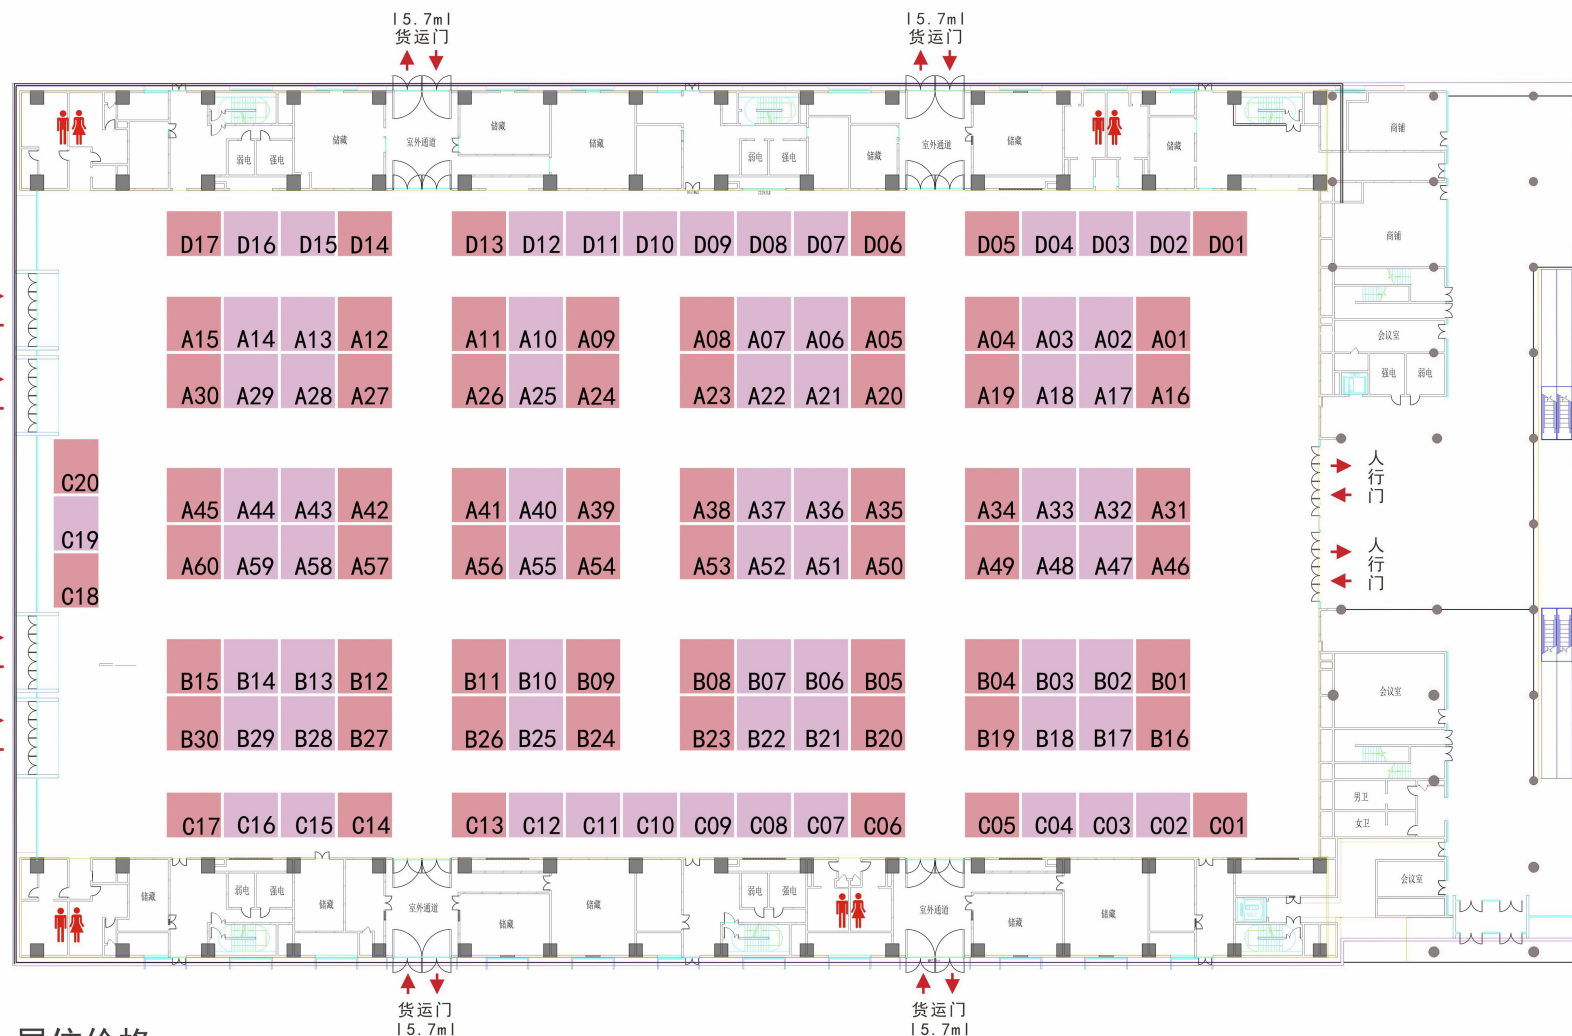 15.7m 15.7m
货运门 货运门
储藏 储藏 储藏 室外通道 储藏 储藏 室外通道 储藏 储藏 商铺
弱电 强电 弱电 强电
D17 D16 D15 D14 D13 D12 D11 D10 D09 D08 D07 D06 D05 D04 D03 D02 D01
商铺
A15 A14 A13 A12 A11 A10 A09 A08 A07 A06 A05 A04 A03 A02 A01
会议室
A30 A29 A28 A27 A26 A25 A24 A23 A22 A21 A20 A19 A18 A17 A16
强电 弱电
C20
人行门
A45 A44 A43 A42 A41 A40 A39 A38 A37 A36 A35 A34 A33 A32 A31
C19
人行门
A60 A59 A58 A57 A56 A55 A54 A53 A52 A51 A50 A49 A48 A47 A46
C18
B15 B14 B13 B12 B11 B10 B09 B08 B07 B06 B05 B04 B03 B02 B01
会议室
B30 B29 B28 B27 B26 B25 B24 B23 B22 B21 B20 B19 B18 B17 B16
男卫
女卫
C17 C16 C15 C14 C13 C12 C11 C10 C09 C08 C07 C06 C05 C04 C03 C02 C01
会议室
弱电 强电 弱电 强电
储藏 储藏 室外通道 储藏 储藏 室外通道 储藏 储藏
货运门 货运门
15.7m 15.7m